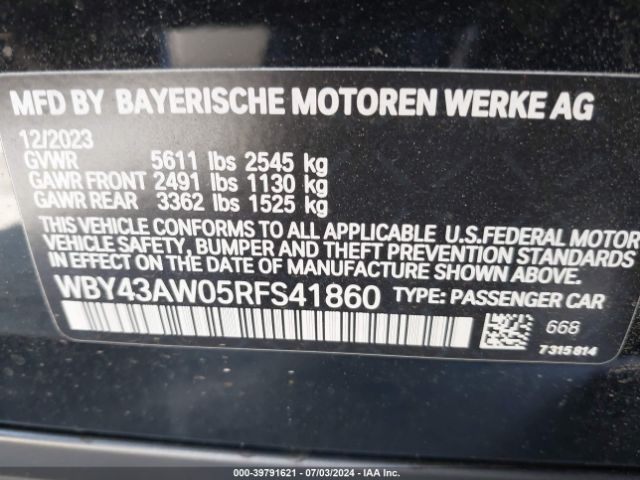 MFD BY BAYERISCHE MOTOREN WERKE AG
12/2023
GVWR 5611 lbs 2545 kg
GAWR FRONT 2491 lbs 1130 kg
GAWR REAR 3362 lbs 1525 kg
THIS VEHICLE CONFORMS TO ALL APPLICABLE U.S.FEDERAL MOTOR
VEHICLE SAFETY, BUMPER AND THEFT PREVENTION STANDARDS
IN EFFECT ON THE DATE OF MANUFACTURE SHOWN ABOVE.
WBY43AW05RFS41860 TYPE: PASSENGER CAR
668
7315814
000-39791621 - 07/03/2024 - IAAI.COM